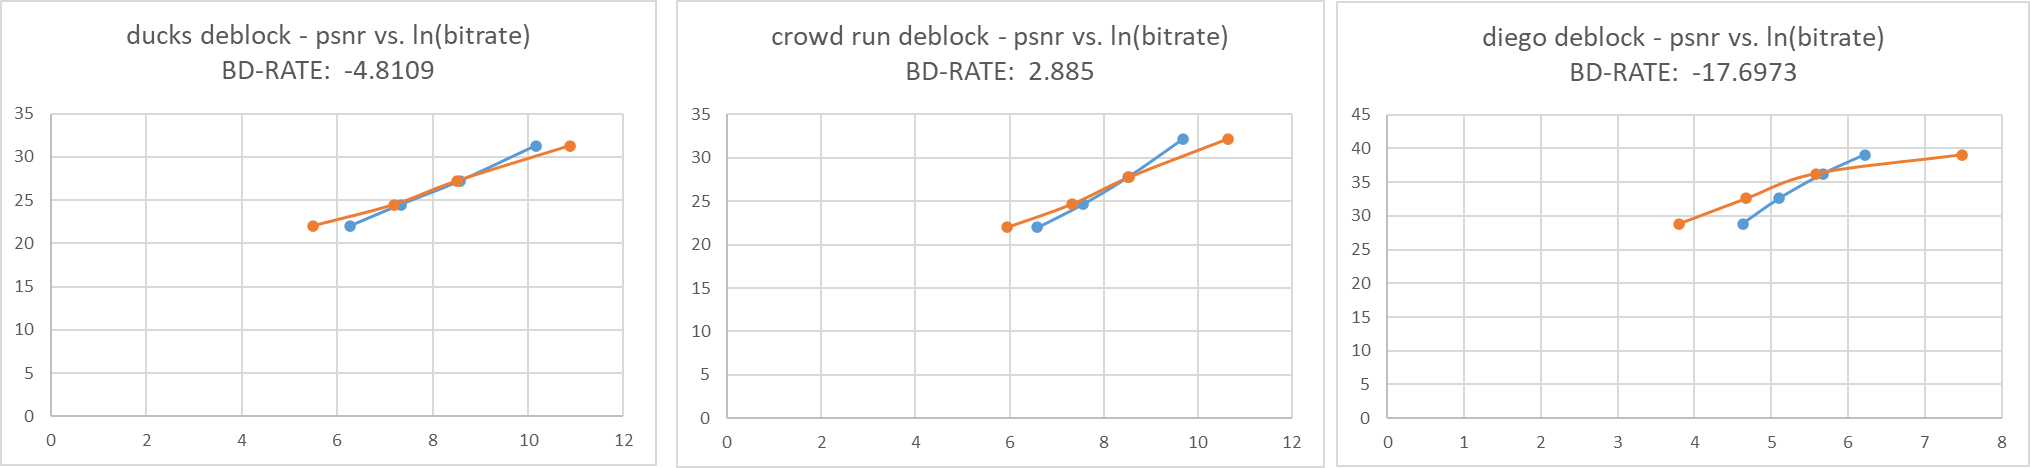 ducks deblock - psnr vs. ln(bitrate)
BD-RATE:  -4.8109
35
30
25
20
15
10
5
0
0 2 4 6 8 10 12
crowd run deblock - psnr vs. ln(bitrate)
BD-RATE:  2.885
35
30
25
20
15
10
5
0
0 2 4 6 8 10 12
diego deblock - psnr vs. ln(bitrate)
BD-RATE:  -17.6973
45
40
35
30
25
20
15
10
5
0
0 1 2 3 4 5 6 7 8